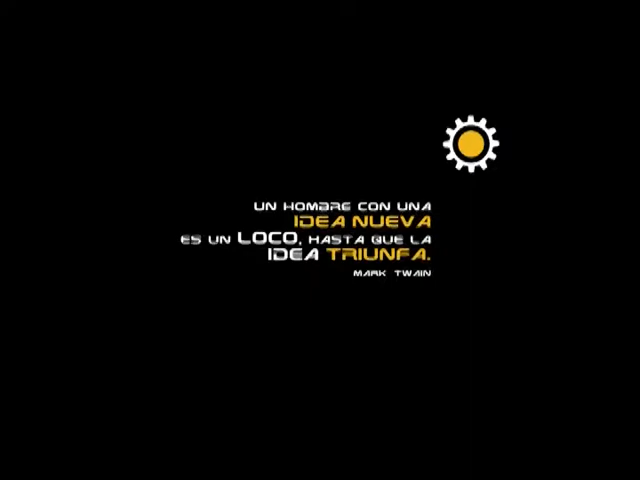 UN HOMBRE CON UNA
IDEA NUEVA
ES UN LOCO, HASTA QUE LA
IDEA TRIUNFA.
MARK TWAIN